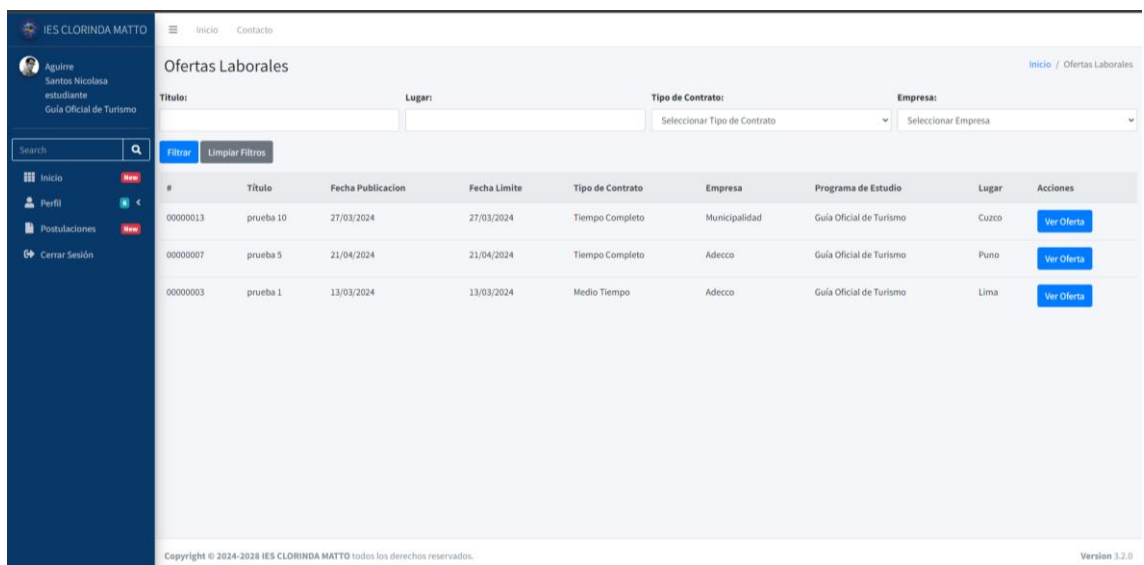 IES CLORINDA MATTO
Inicio Contacto
Aguirre
Santos Nicolasa
estudiante
Guía Oficial de Turismo
Search
Inicio New
Perfil 6
Postulaciones New
Cerrar Sesión
Ofertas Laborales
Inicio / Ofertas Laborales
Titulo: Lugar: Tipo de Contrato: Empresa:
Seleccionar Tipo de Contrato Seleccionar Empresa
Filtrar Limpiar Filtros
# Título Fecha Publicacion Fecha Limite Tipo de Contrato Empresa Programa de Estudio Lugar Acciones
00000013 prueba 10 27/03/2024 27/03/2024 Tiempo Completo Municipalidad Guía Oficial de Turismo Cuzco Ver Oferta
00000007 prueba 5 21/04/2024 21/04/2024 Tiempo Completo Adecco Guía Oficial de Turismo Puno Ver Oferta
00000003 prueba 1 13/03/2024 13/03/2024 Medio Tiempo Adecco Guía Oficial de Turismo Lima Ver Oferta
Copyright © 2024-2028 IES CLORINDA MATTO todos los derechos reservados.
Version 3.2.0